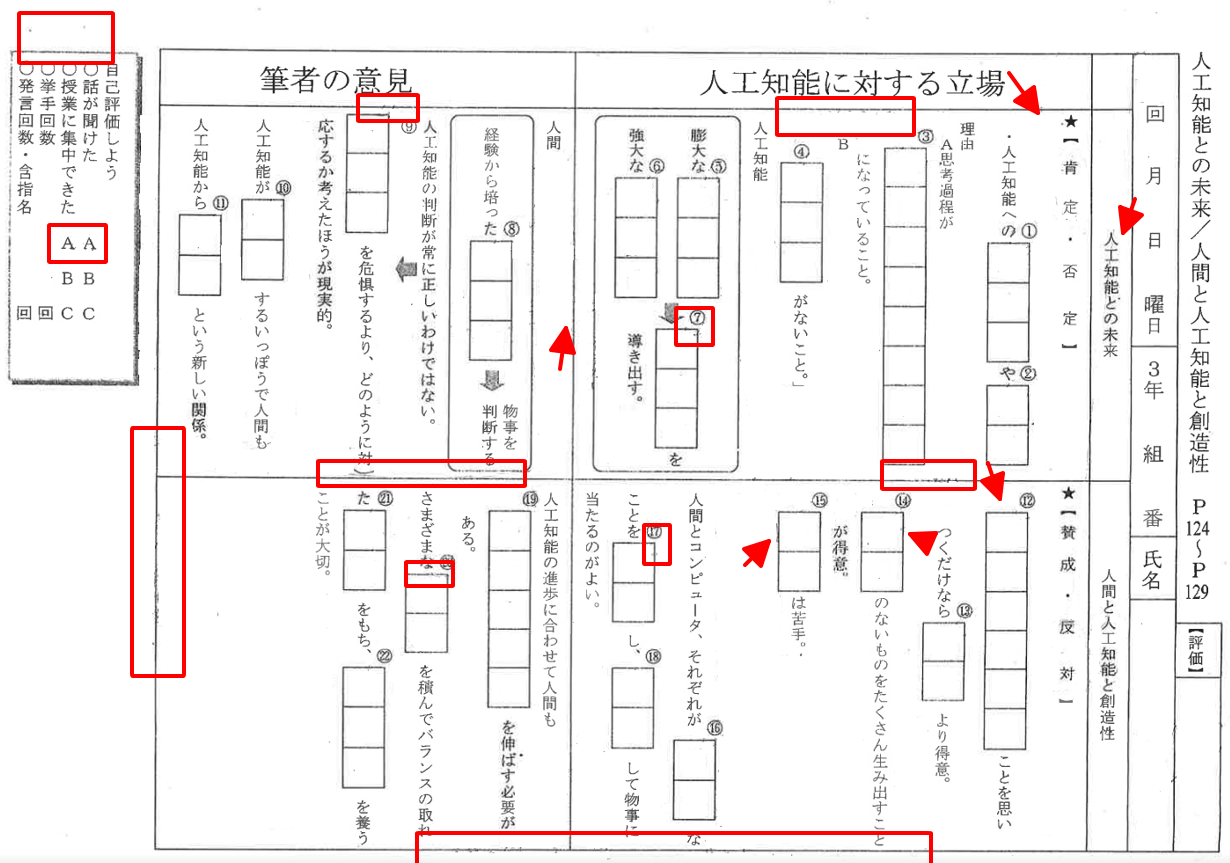 人工知能との未来／人間と人工知能と創造性　P124～P129
【評価】
回　月　日　曜日　3年　組　番　氏名
人工知能との未来
人間と人工知能と創造性
人工知能に対する立場
筆者の意見
★【肯定・否定】
・人工知能への①
や②
理由
A思考過程が③
になっていること。
B
④
がないこと。」
人工知能
膨大な⑤
強大な⑥
⑦
を
導き出す。
人間
経験から培った⑧
物事を
判断する
人工知能の判断が常に正しいわけではない。
⑨
を危惧するより、どのように対
応するか考えたほうが現実的。
人工知能が⑩
するいっぽうで人間も
人工知能から⑪
という新しい関係。
★【賛成・反対】
⑫
ことを思い
つくだけなら⑬
より得意。
⑭
のないものをたくさん生み出すこと
が得意。
⑮
は苦手。
人間とコンピュータ、それぞれが⑯
な
ことを⑰
し、⑱
して物事に
当たるのがよい。
人工知能の進歩に合わせて人間も
⑲
を伸ばす必要が
ある。
さまざまな
を積んでバランスの取れ
た㉑
をもち、㉒
を養う
ことが大切。
自己評価しよう
○話が聞けた　A B C
○授業に集中できた　A B C
○挙手回数　回
○発言回数・含指名　回